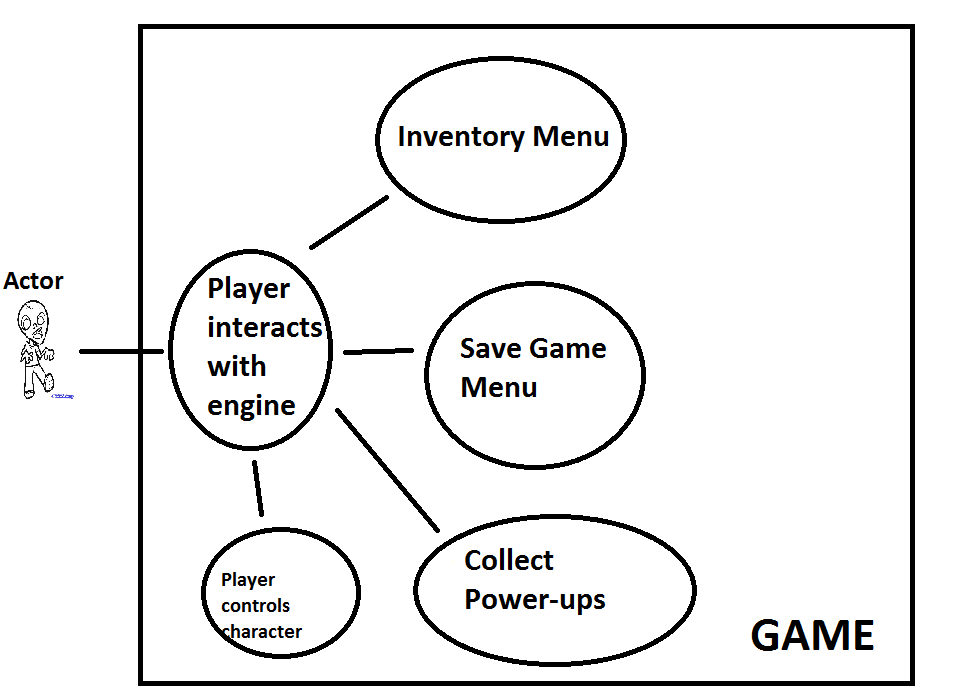 Inventory Menu
Actor
Player
interacts
with
engine
Save Game
Menu
Player
controls
character
Collect
Power-ups
GAME